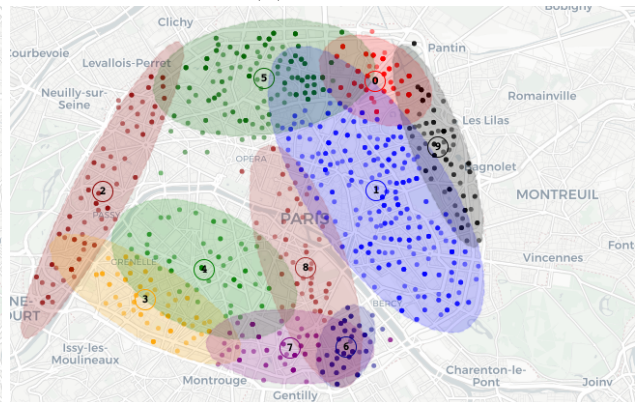 Clichy
Bobigny
Courbevoie
Pantin
Levallois-Perret
5
0
Neuilly-sur-
Seine
Romainville
Les Lilas
9
OPÉRA
Bagnolet
2
1
MONTREUIL
PASSY
PARIS
Font
GRENELLE
Vincennes
4
8
3
BERCY
NE-
OURT
Issy-les-
Moulineaux
7
6
Montrouge
Charenton-le-
Pont
Joinv
Gentilly